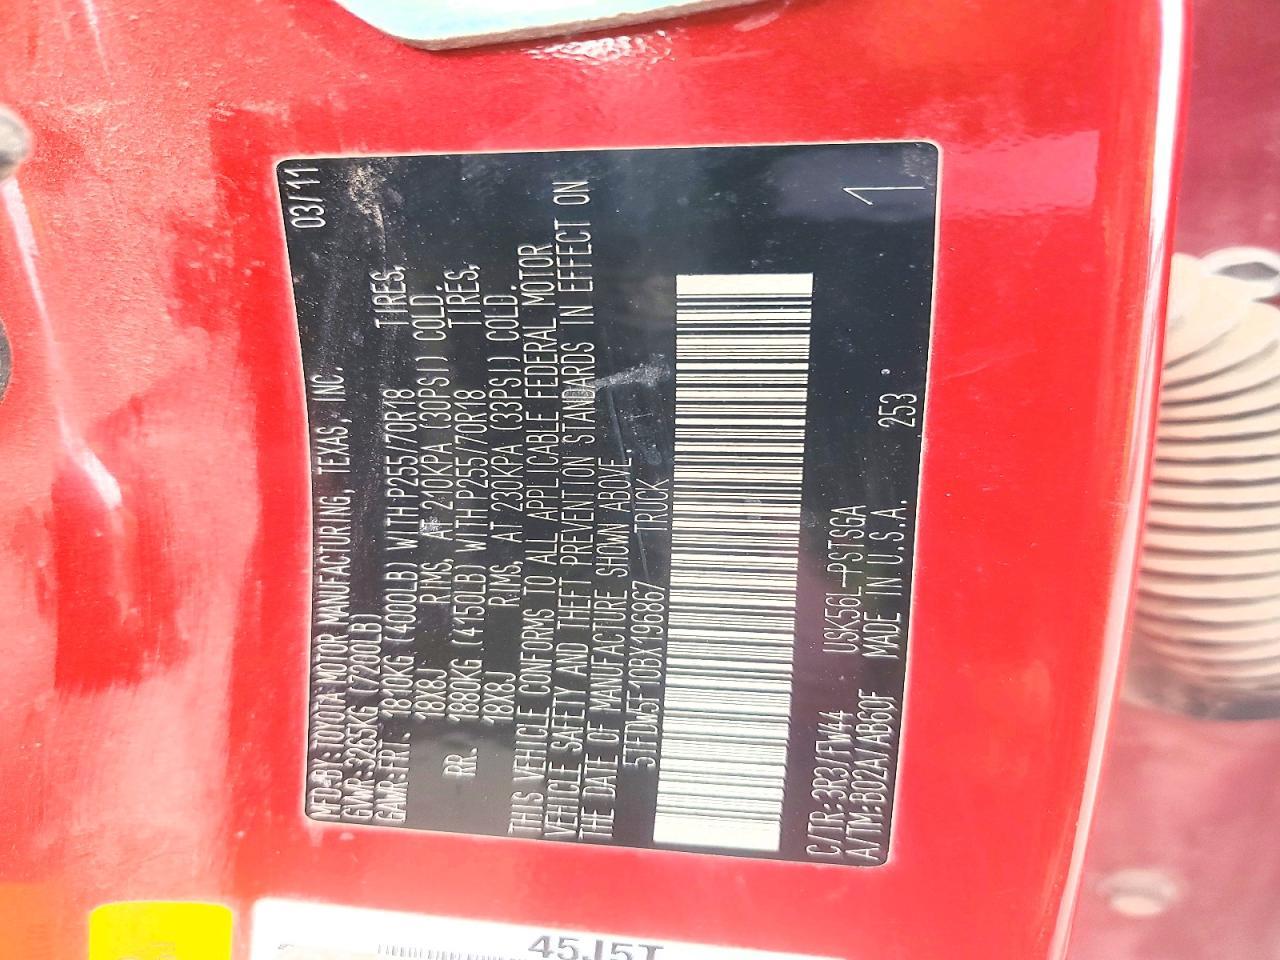 MFD.BY:TOYOTA MOTOR MANUFACTURING, TEXAS, INC. 03/11
GVWR:3265KG (7200LB)
GAWR:FRT. 1810KG (4000LB) WITH P255/70R18 TIRES,
18X8J RIMS, AT 210KPA (30PSI) COLD.
RR. 1880KG (4150LB) WITH P255/70R18 TIRES,
18X8J RIMS, AT 230KPA (33PSI) COLD.
THIS VEHICLE CONFORMS TO ALL APPLICABLE FEDERAL MOTOR
VEHICLE SAFETY AND THEFT PREVENTION STANDARDS IN EFFECT ON
THE DATE OF MANUFACTURE SHOWN ABOVE.
5TFDW5F10BX196867 TRUCK
C/TR:3R3/FW44 USK56L-PSTSGA
A/TM:B02A/AB60F MADE IN U.S.A. 253
1
45J5T